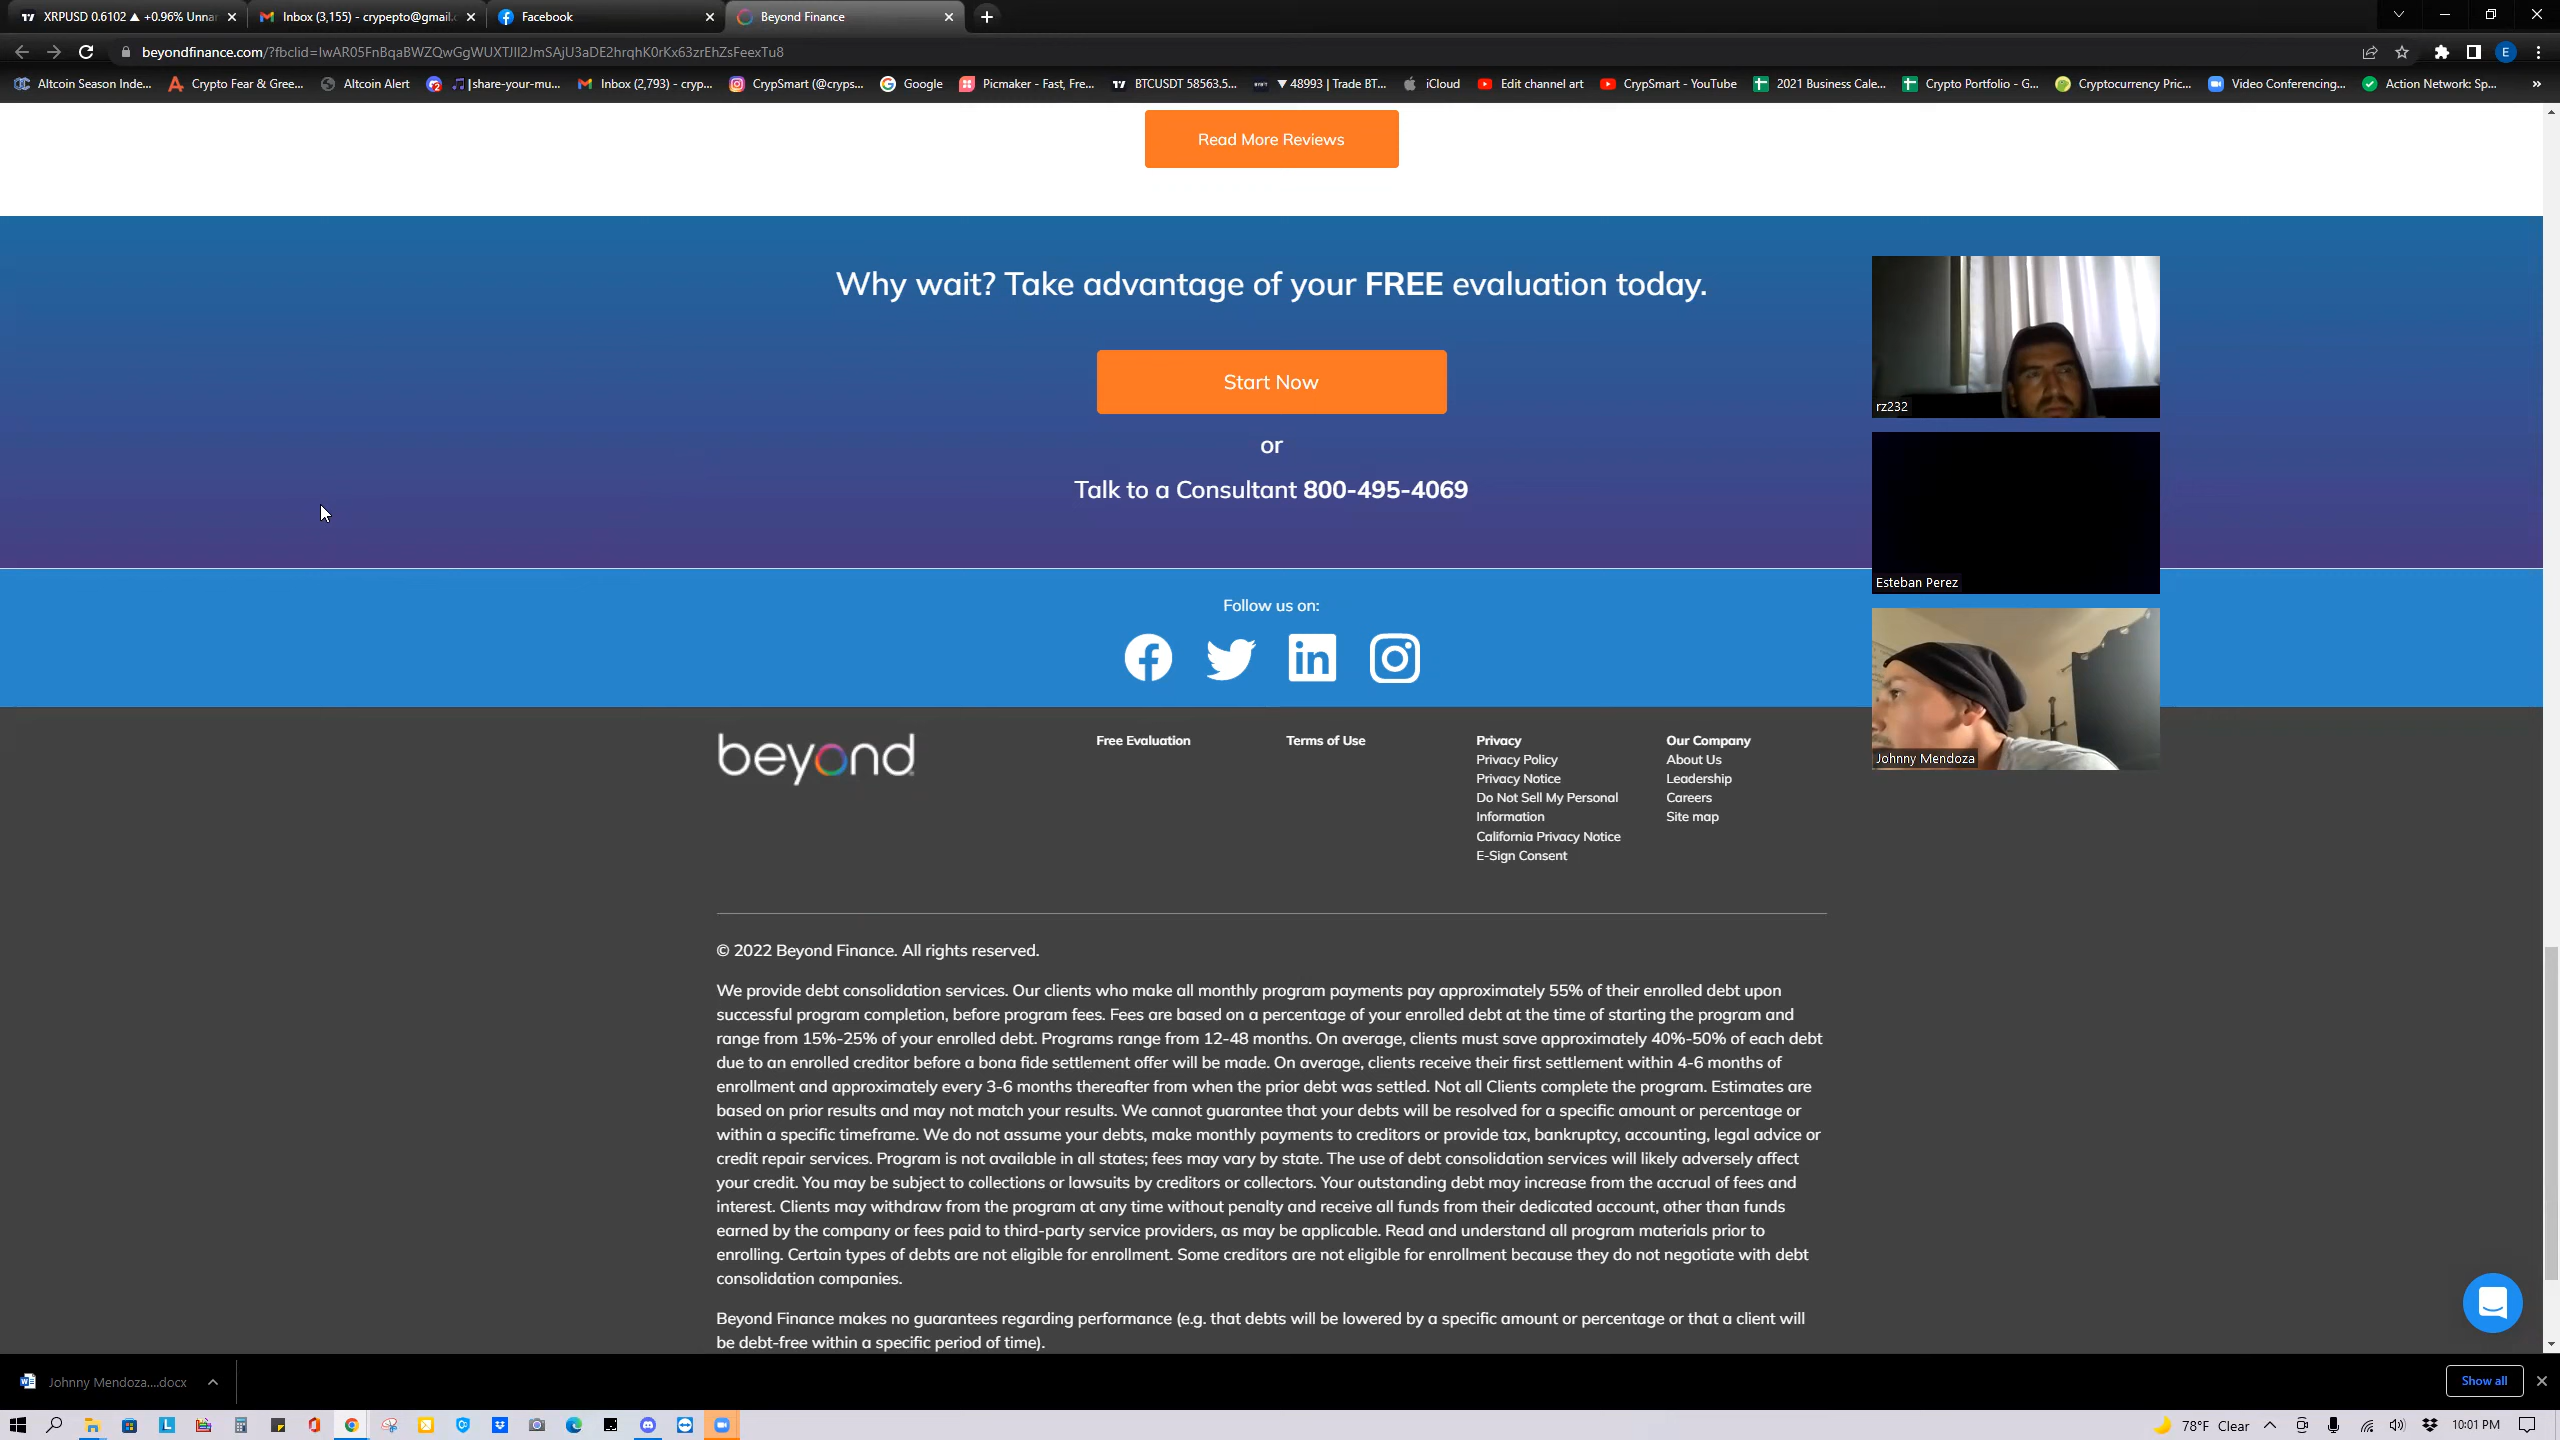 XRPUSD 0.6102 ▲ +0.96% Unnar
Inbox (3,155) - crypepto@gmail.c
Facebook
Beyond Finance
beyondfinance.com/?fbclid=IwAR05FnBqaBWZQwGgWUXTJII2JmSAjU3aDE2hrqhK0rKx63zrEhZsFeexTu8
E
Altcoin Season Inde...
Crypto Fear & Gree...
Altcoin Alert
|share-your-mu...
Inbox (2,793) - cryp...
CrypSmart (@cryps...
Google
Picmaker - Fast, Fre...
BTCUSDT 58563.5...
▼ 48993 | Trade BT...
iCloud
Edit channel art
CrypSmart - YouTube
2021 Business Cale...
Crypto Portfolio - G...
Cryptocurrency Pric...
Video Conferencing...
Action Network: Sp...
»
Read More Reviews
Why wait? Take advantage of your FREE evaluation today.
Start Now
or
Talk to a Consultant 800-495-4069
rz232
Esteban Perez
Johnny Mendoza
Follow us on:
beyond
Free Evaluation
Terms of Use
Privacy
Privacy Policy
Privacy Notice
Do Not Sell My Personal
Information
California Privacy Notice
E-Sign Consent
Our Company
About Us
Leadership
Careers
Site map
© 2022 Beyond Finance. All rights reserved.
We provide debt consolidation services. Our clients who make all monthly program payments pay approximately 55% of their enrolled debt upon
successful program completion, before program fees. Fees are based on a percentage of your enrolled debt at the time of starting the program and
range from 15%-25% of your enrolled debt. Programs range from 12-48 months. On average, clients must save approximately 40%-50% of each debt
due to an enrolled creditor before a bona fide settlement offer will be made. On average, clients receive their first settlement within 4-6 months of
enrollment and approximately every 3-6 months thereafter from when the prior debt was settled. Not all Clients complete the program. Estimates are
based on prior results and may not match your results. We cannot guarantee that your debts will be resolved for a specific amount or percentage or
within a specific timeframe. We do not assume your debts, make monthly payments to creditors or provide tax, bankruptcy, accounting, legal advice or
credit repair services. Program is not available in all states; fees may vary by state. The use of debt consolidation services will likely adversely affect
your credit. You may be subject to collections or lawsuits by creditors or collectors. Your outstanding debt may increase from the accrual of fees and
interest. Clients may withdraw from the program at any time without penalty and receive all funds from their dedicated account, other than funds
earned by the company or fees paid to third-party service providers, as may be applicable. Read and understand all program materials prior to
enrolling. Certain types of debts are not eligible for enrollment. Some creditors are not eligible for enrollment because they do not negotiate with debt
consolidation companies.
Beyond Finance makes no guarantees regarding performance (e.g. that debts will be lowered by a specific amount or percentage or that a client will
be debt-free within a specific period of time).
Johnny Mendoza....docx
Show all
78°F Clear
10:01 PM